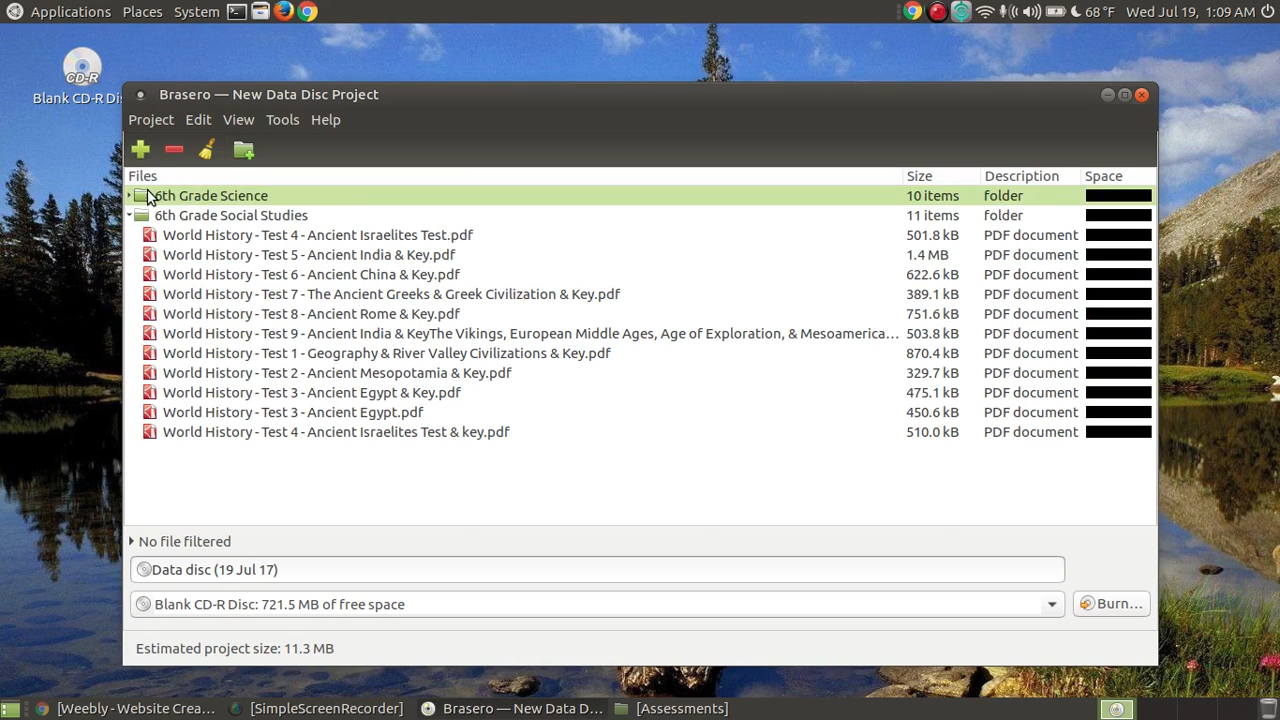 Applications Places System 68 °F Wed Jul 19, 1:09 AM
CD-R
Blank CD-R Dis
Brasero — New Data Disc Project
Project Edit View Tools Help
Files Size Description Space
6th Grade Science 10 items folder
6th Grade Social Studies 11 items folder
World History - Test 4 - Ancient Israelites Test.pdf 501.8 kB PDF document
World History - Test 5 - Ancient India & Key.pdf 1.4 MB PDF document
World History - Test 6 - Ancient China & Key.pdf 622.6 kB PDF document
World History - Test 7 - The Ancient Greeks & Greek Civilization & Key.pdf 389.1 kB PDF document
World History - Test 8 - Ancient Rome & Key.pdf 751.6 kB PDF document
World History - Test 9 - Ancient India & KeyThe Vikings, European Middle Ages, Age of Exploration, & Mesoamerica... 503.8 kB PDF document
World History - Test 1 - Geography & River Valley Civilizations & Key.pdf 870.4 kB PDF document
World History - Test 2 - Ancient Mesopotamia & Key.pdf 329.7 kB PDF document
World History - Test 3 - Ancient Egypt & Key.pdf 475.1 kB PDF document
World History - Test 3 - Ancient Egypt.pdf 450.6 kB PDF document
World History - Test 4 - Ancient Israelites Test & key.pdf 510.0 kB PDF document
No file filtered
Data disc (19 Jul 17)
Blank CD-R Disc: 721.5 MB of free space Burn...
Estimated project size: 11.3 MB
[Weebly - Website Crea... [SimpleScreenRecorder] Brasero — New Data D... [Assessments]